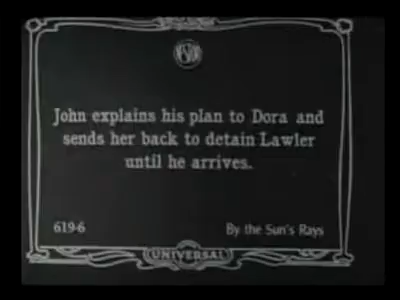 John explains his plan to Dora and
sends her back to detain Lawler
until he arrives.
619-6 By the Sun's Rays
UNIVERSAL